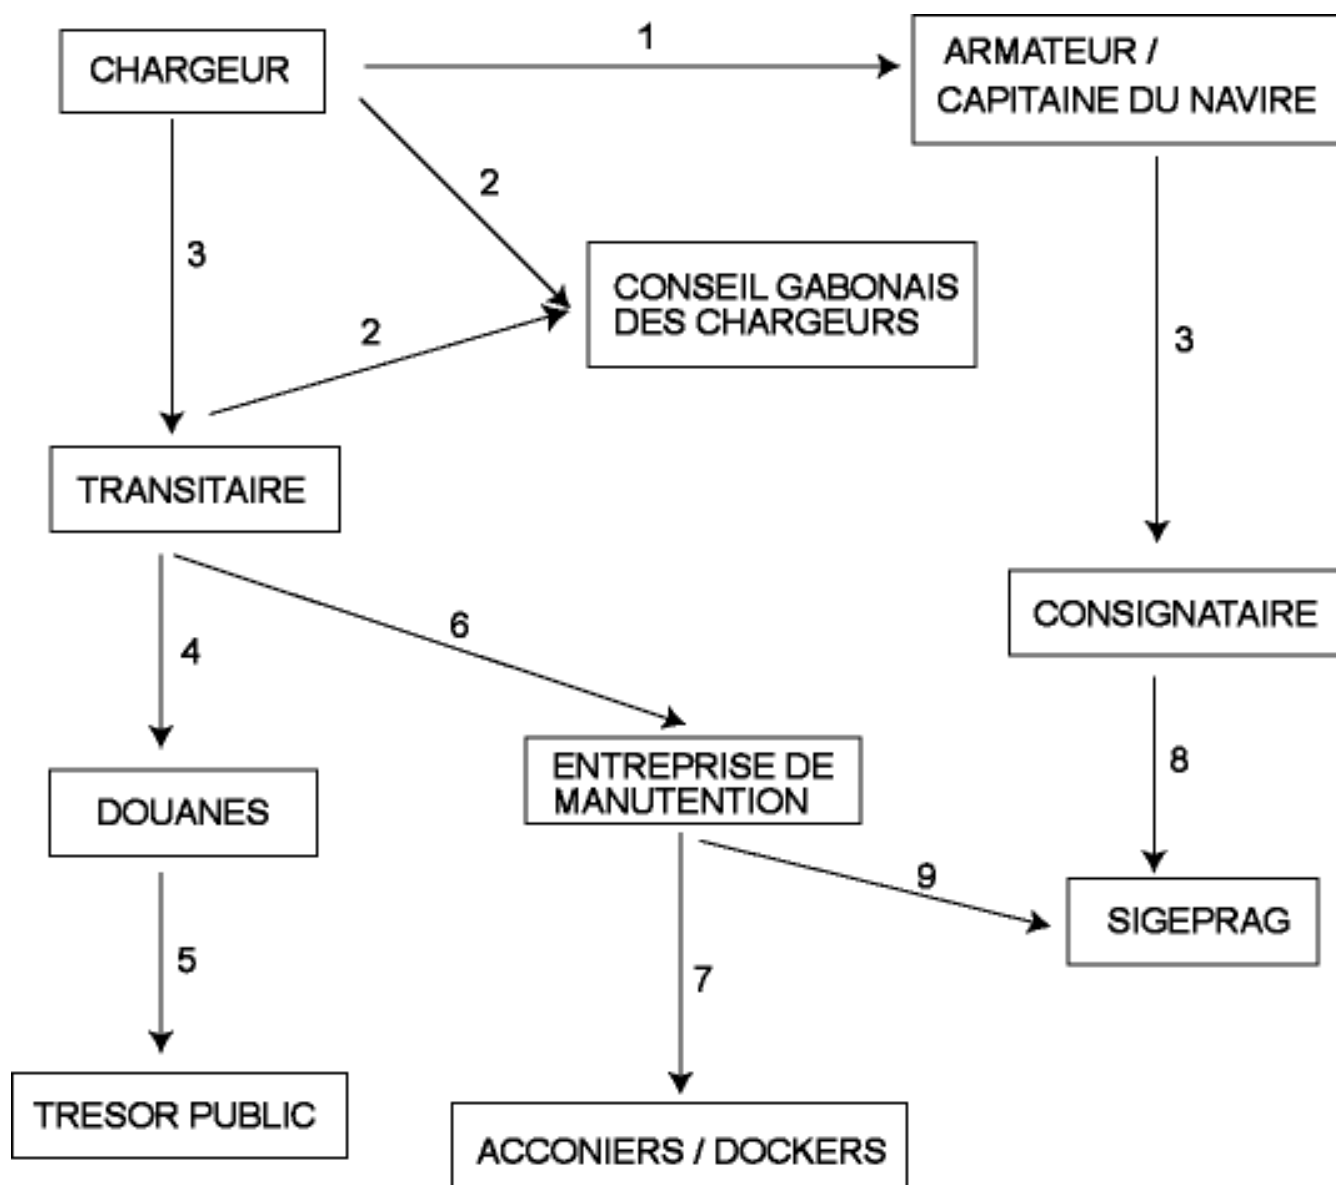 1
CHARGEUR
ARMATEUR /
CAPITAINE DU NAVIRE
2
3
CONSEIL GABONAIS
DES CHARGEURS
2
3
TRANSITAIRE
6
4
CONSIGNATAIRE
ENTREPRISE DE
MANUTENTION
8
DOUANES
9
SIGEPRAG
5
7
TRESOR PUBLIC
ACCONIERS / DOCKERS